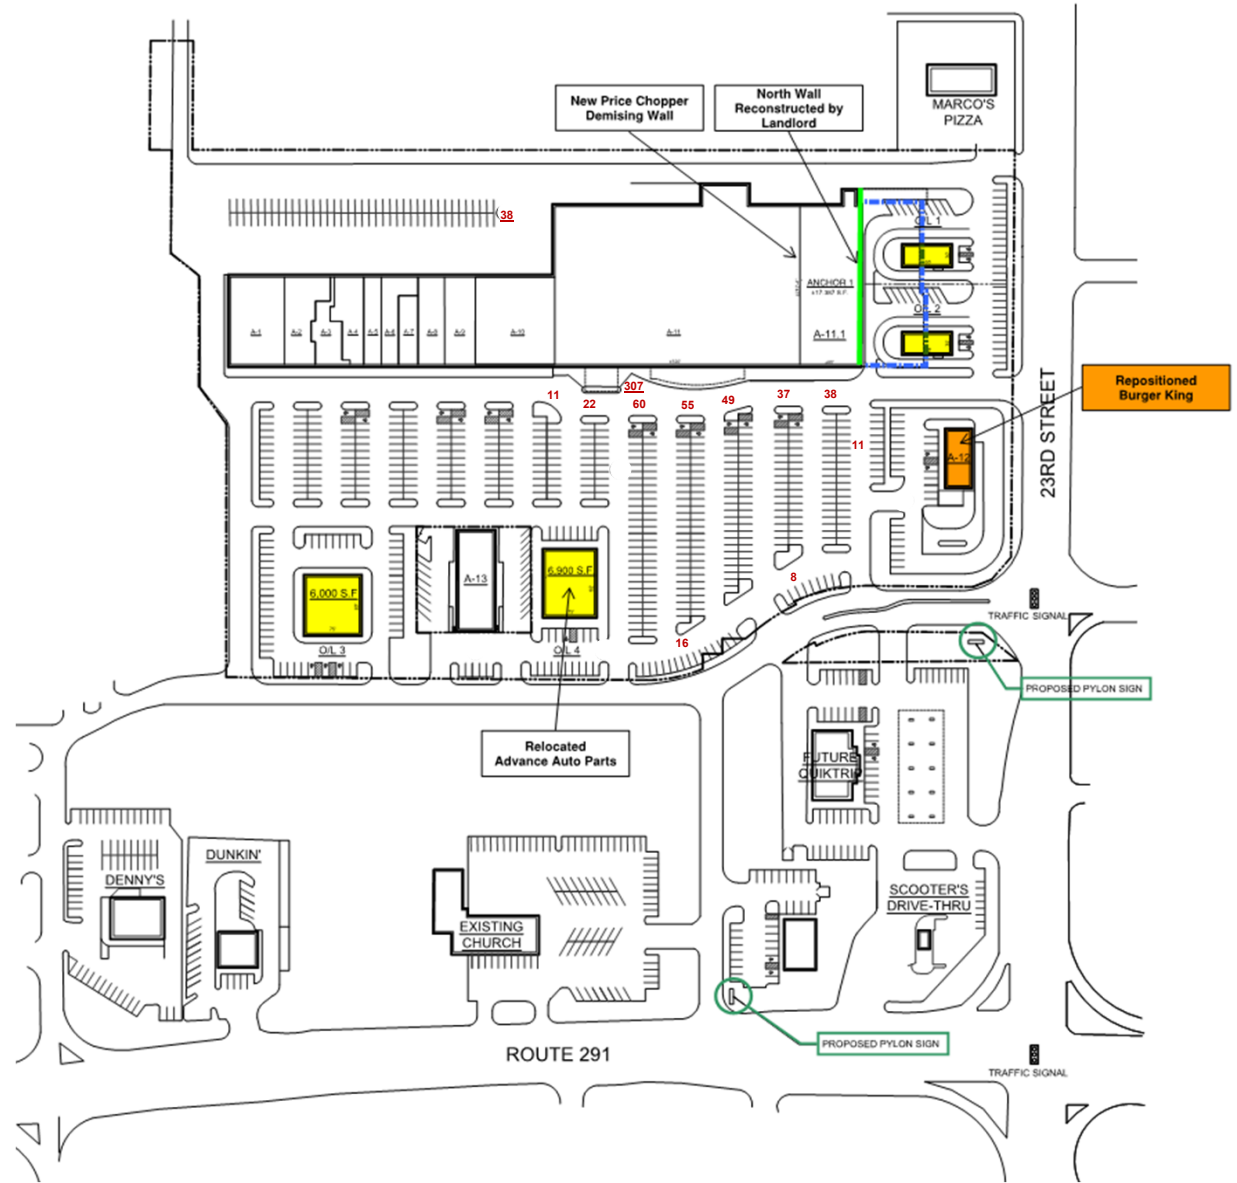 MARCO'S
PIZZA
New Price Chopper
Demising Wall
North Wall
Reconstructed by
Landlord
38
O/L 1
ANCHOR 1
±17,387 S.F.
O/L 2
A-1
A-2
A-3
A-4
A-5
A-6
A-7
A-8
A-9
A-10
A-11
A-11.1
Repositioned
Burger King
23RD STREET
307
11
22
60
55
49
37
38
11
A-12
6,000 S.F
A-13
6,900 S.F
8
16
O/L 3
O/L 4
TRAFFIC SIGNAL
PROPOSED PYLON SIGN
Relocated
Advance Auto Parts
FUTURE
QUIKTRIP
DENNY'S
DUNKIN'
EXISTING
CHURCH
SCOOTER'S
DRIVE-THRU
PROPOSED PYLON SIGN
ROUTE 291
TRAFFIC SIGNAL